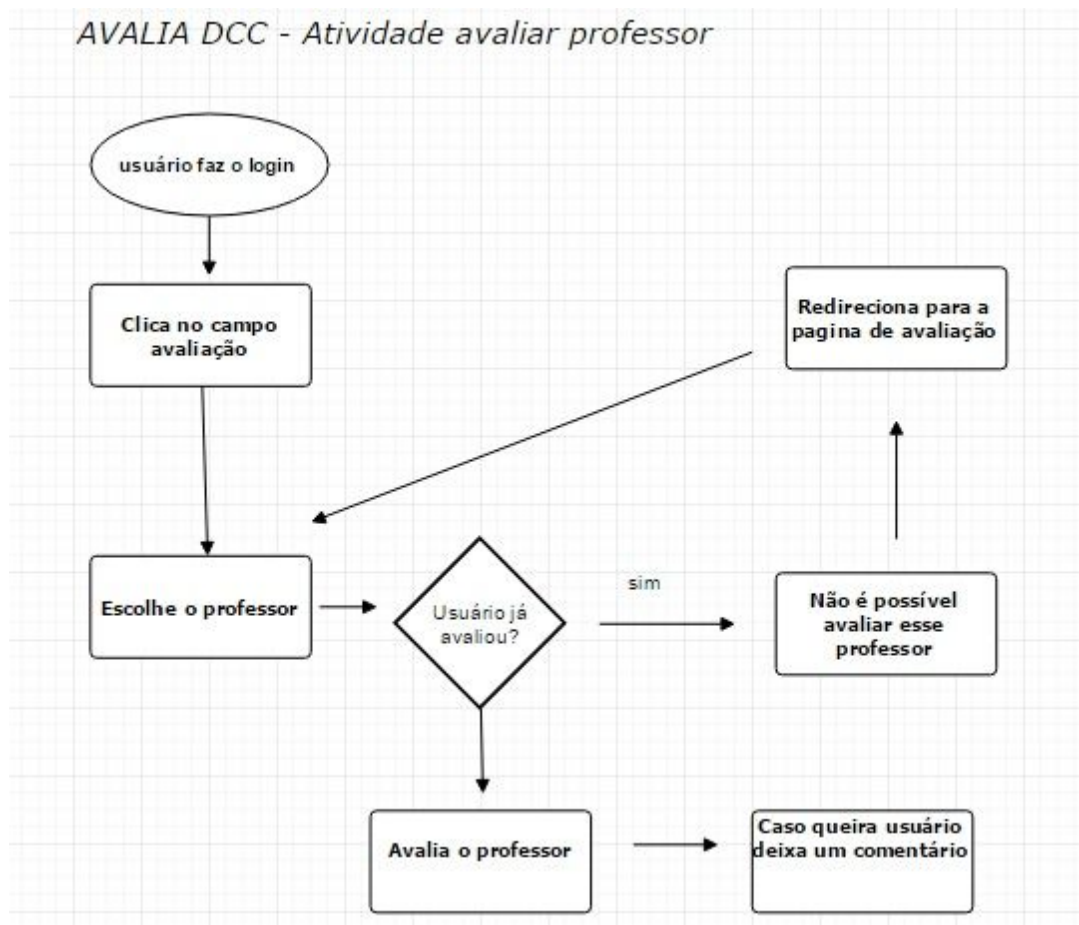 AVALIA DCC - Atividade avaliar professor
usuário faz o login
Clica no campo
avaliação
Redireciona para a
pagina de avaliação
Escolhe o professor
Usuário já
avaliou?
sim
Não é possível
avaliar esse
professor
Avalia o professor
Caso queira usuário
deixa um comentário